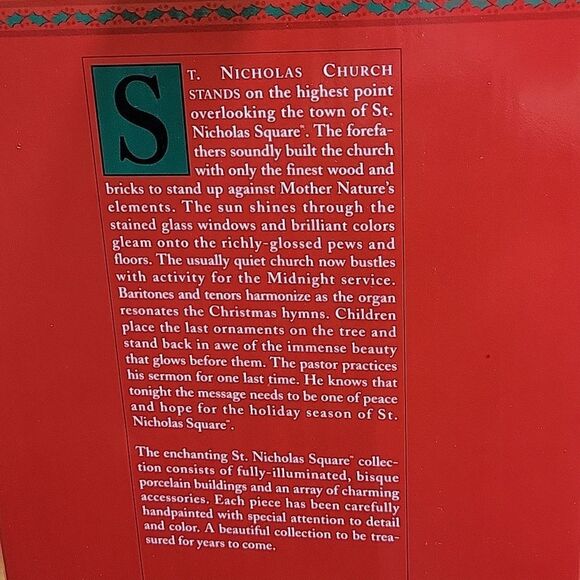 ST. NICHOLAS CHURCH
STANDS on the highest point
overlooking the town of St.
Nicholas Square™. The forefa-
thers soundly built the church
with only the finest wood and
bricks to stand up against Mother Nature's
elements. The sun shines through the
stained glass windows and brilliant colors
gleam onto the richly-glossed pews and
floors. The usually quiet church now bustles
with activity for the Midnight service.
Baritones and tenors harmonize as the organ
resonates the Christmas hymns. Children
place the last ornaments on the tree and
stand back in awe of the immense beauty
that glows before them. The pastor practices
his sermon for one last time. He knows that
tonight the message needs to be one of peace
and hope for the holiday season of St.
Nicholas Square™.
The enchanting St. Nicholas Square™ collec-
tion consists of fully-illuminated, bisque
porcelain buildings and an array of charming
accessories. Each piece has been carefully
handpainted with special attention to detail
and color. A beautiful collection to be trea-
sured for years to come.